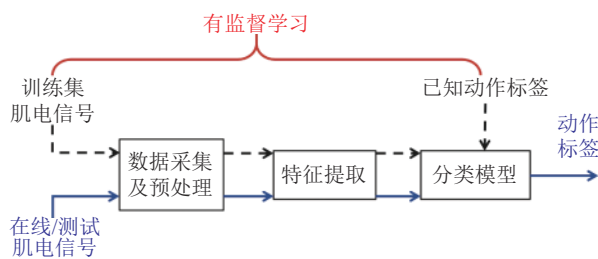 有监督学习
训练集
肌电信号
已知动作标签
动作
标签
数据采集
及预处理
特征提取
分类模型
在线/测试
肌电信号